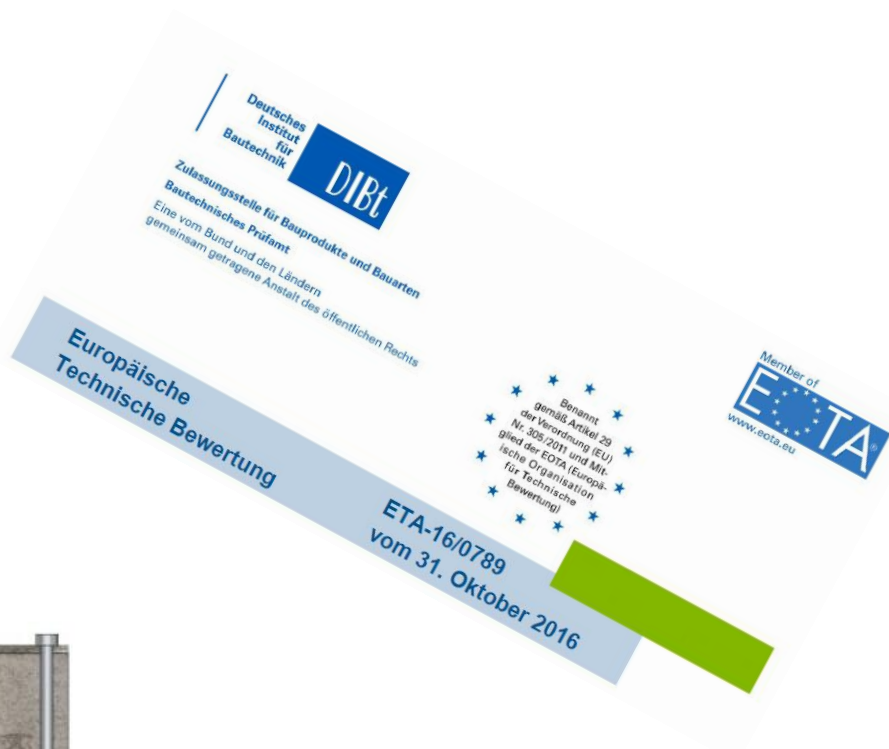 Deutsches
Institut
für
Bautechnik
DIBt
Zulassungsstelle für Bauprodukte und Bauarten
Bautechnisches Prüfamt
Eine vom Bund und den Ländern
gemeinsam getragene Anstalt des öffentlichen Rechts
Europäische
Technische Bewertung
ETA-16/0789
vom 31. Oktober 2016
Benannt
gemäß Artikel 29
der Verordnung (EU)
Nr. 305/2011 und Mit-
glied der EOTA (Europä-
ische Organisation
für Technische
Bewertung)
Member of
EOTA®
www.eota.eu